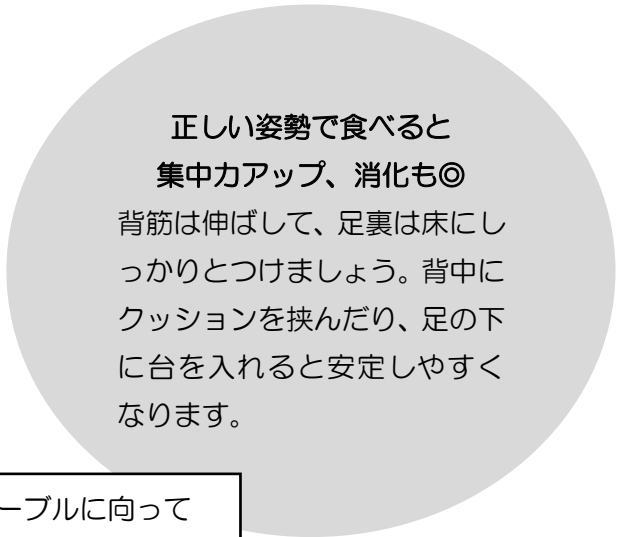 正しい姿勢で食べると
集中力アップ、消化も◎
背筋は伸ばして、足裏は床にし
っかりとつけましょう。背中に
クッションを挟んだり、足の下
に台を入れると安定しやすく
なります。
ーブルに向って